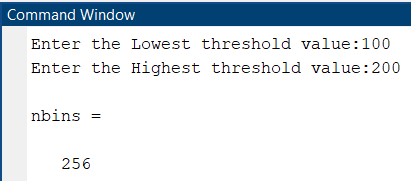 Command Window
Enter the Lowest threshold value:100
Enter the Highest threshold value:200
nbins =
256